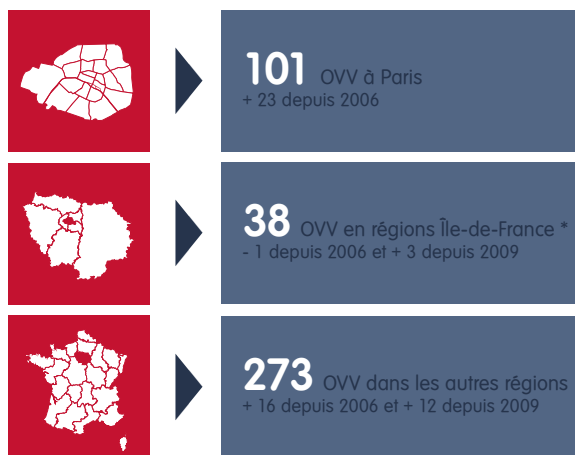 101 OVV à Paris
+ 23 depuis 2006
38 OVV en régions Île-de-France *
- 1 depuis 2006 et + 3 depuis 2009
273 OVV dans les autres régions
+ 16 depuis 2006 et + 12 depuis 2009